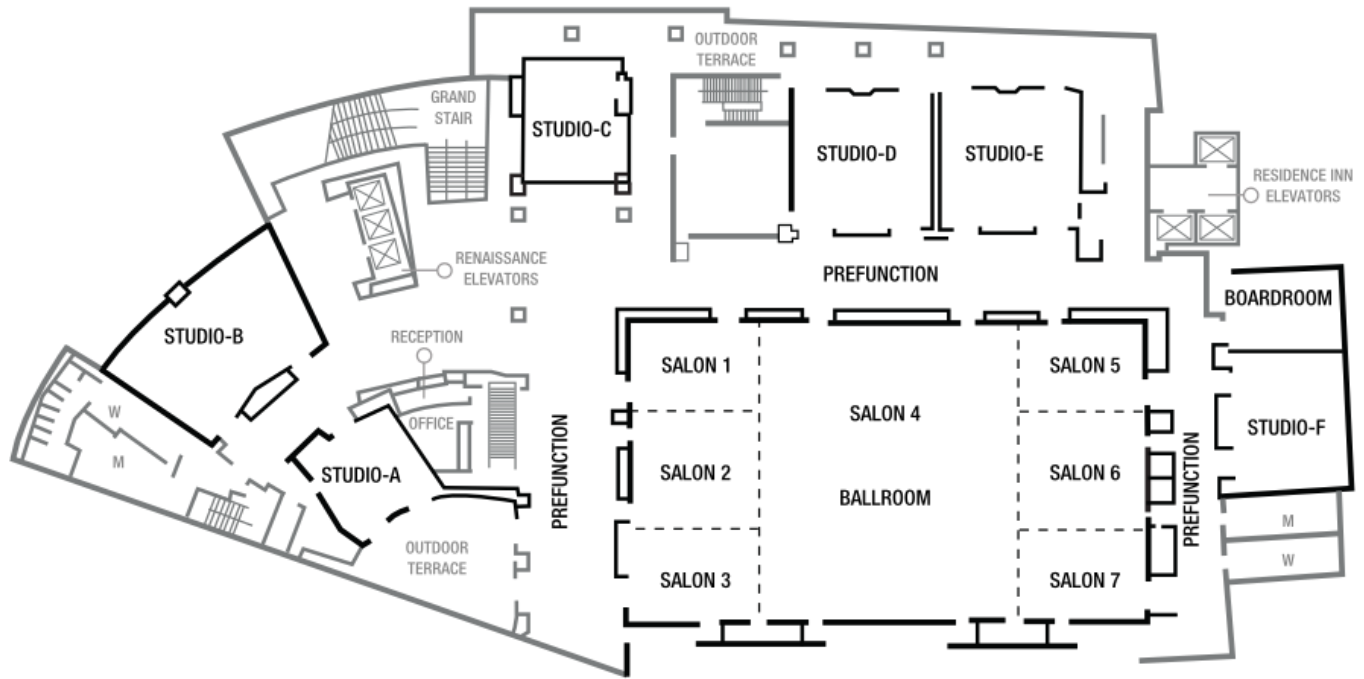 OUTDOOR
TERRACE
GRAND
STAIR
STUDIO-C
STUDIO-D
STUDIO-E
RESIDENCE INN
ELEVATORS
RENAISSANCE
ELEVATORS
PREFUNCTION
BOARDROOM
STUDIO-B
RECEPTION
SALON 1
SALON 5
W
OFFICE
SALON 4
STUDIO-F
M
STUDIO-A
PREFUNCTION
SALON 2
SALON 6
PREFUNCTION
BALLROOM
M
OUTDOOR
TERRACE
W
SALON 3
SALON 7